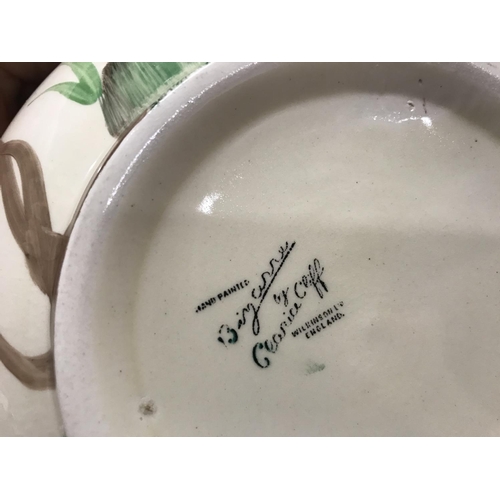 HAND PAINTED
Bizarre
by
Clarice Cliff
WILKINSON LTD
ENGLAND.